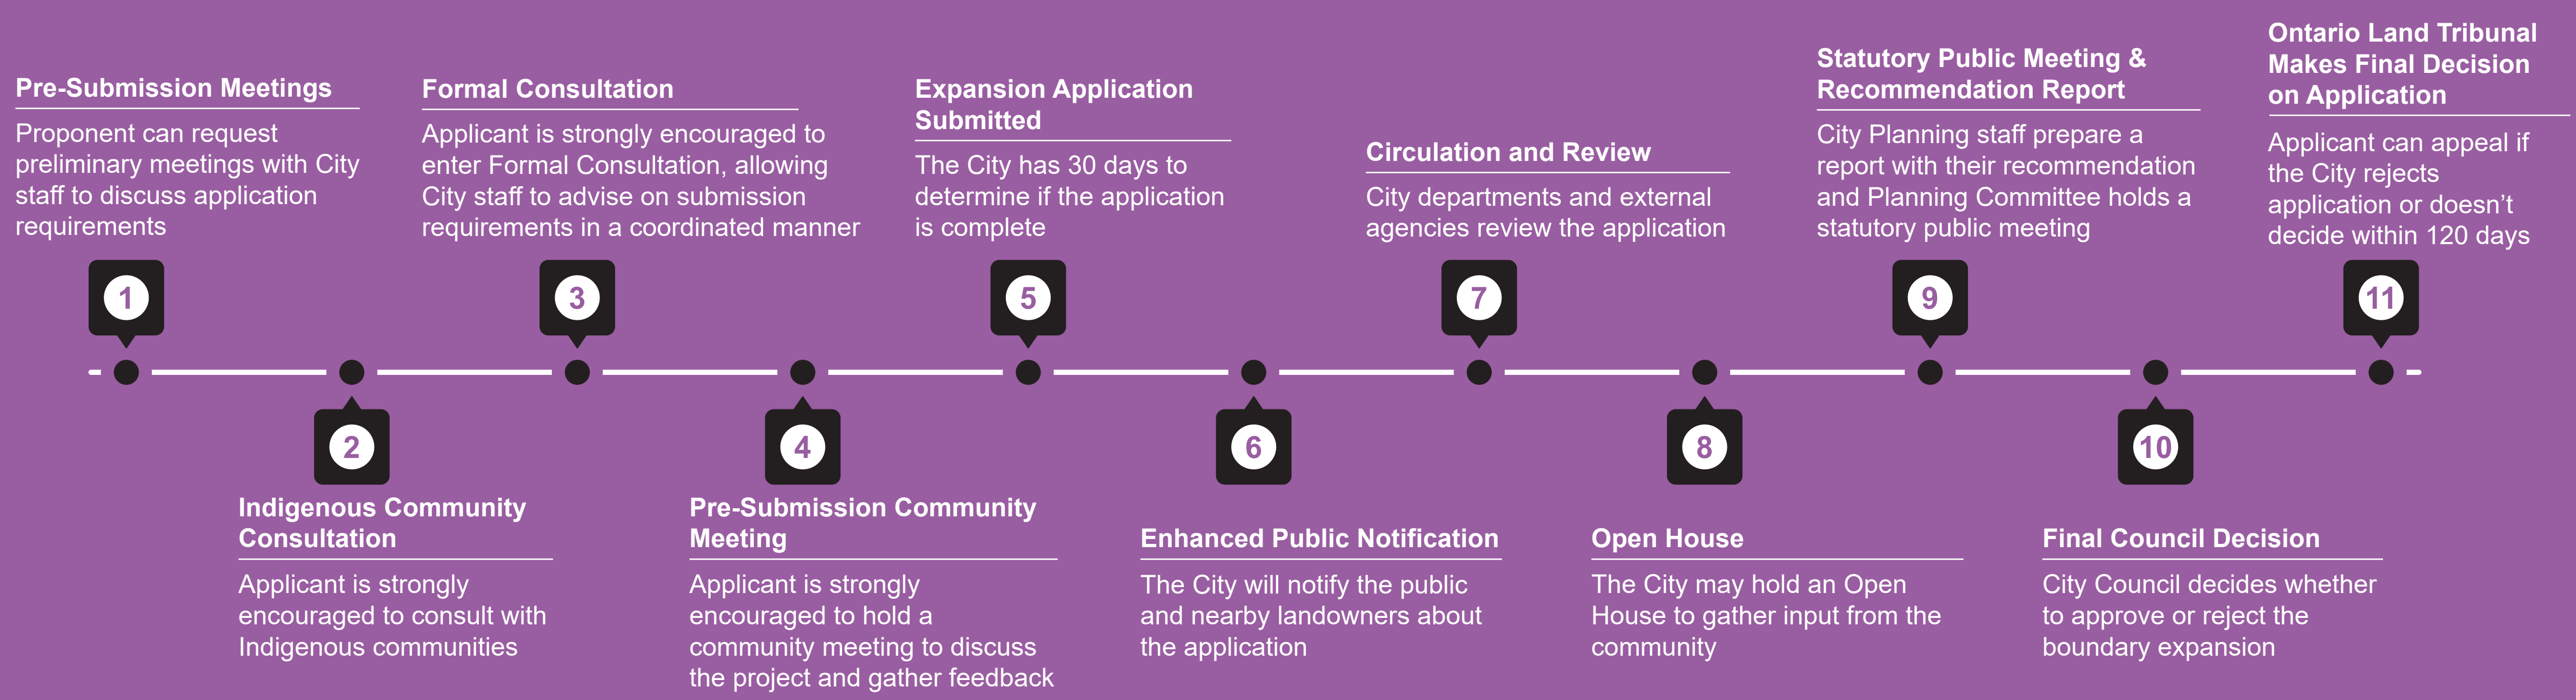 Pre-Submission Meetings
Proponent can request
preliminary meetings with City
staff to discuss application
requirements
1
2
Indigenous Community
Consultation
Applicant is strongly
encouraged to consult with
Indigenous communities
Formal Consultation
Applicant is strongly encouraged to
enter Formal Consultation, allowing
City staff to advise on submission
requirements in a coordinated manner
3
4
Pre-Submission Community
Meeting
Applicant is strongly
encouraged to hold a
community meeting to discuss
the project and gather feedback
Expansion Application
Submitted
The City has 30 days to
determine if the application
is complete
5
6
Enhanced Public Notification
The City will notify the public
and nearby landowners about
the application
Circulation and Review
City departments and external
agencies review the application
7
8
Open House
The City may hold an Open
House to gather input from the
community
Statutory Public Meeting &
Recommendation Report
City Planning staff prepare a
report with their recommendation
and Planning Committee holds a
statutory public meeting
9
10
Final Council Decision
City Council decides whether
to approve or reject the
boundary expansion
Ontario Land Tribunal
Makes Final Decision
on Application
Applicant can appeal if
the City rejects
application or doesn’t
decide within 120 days
11